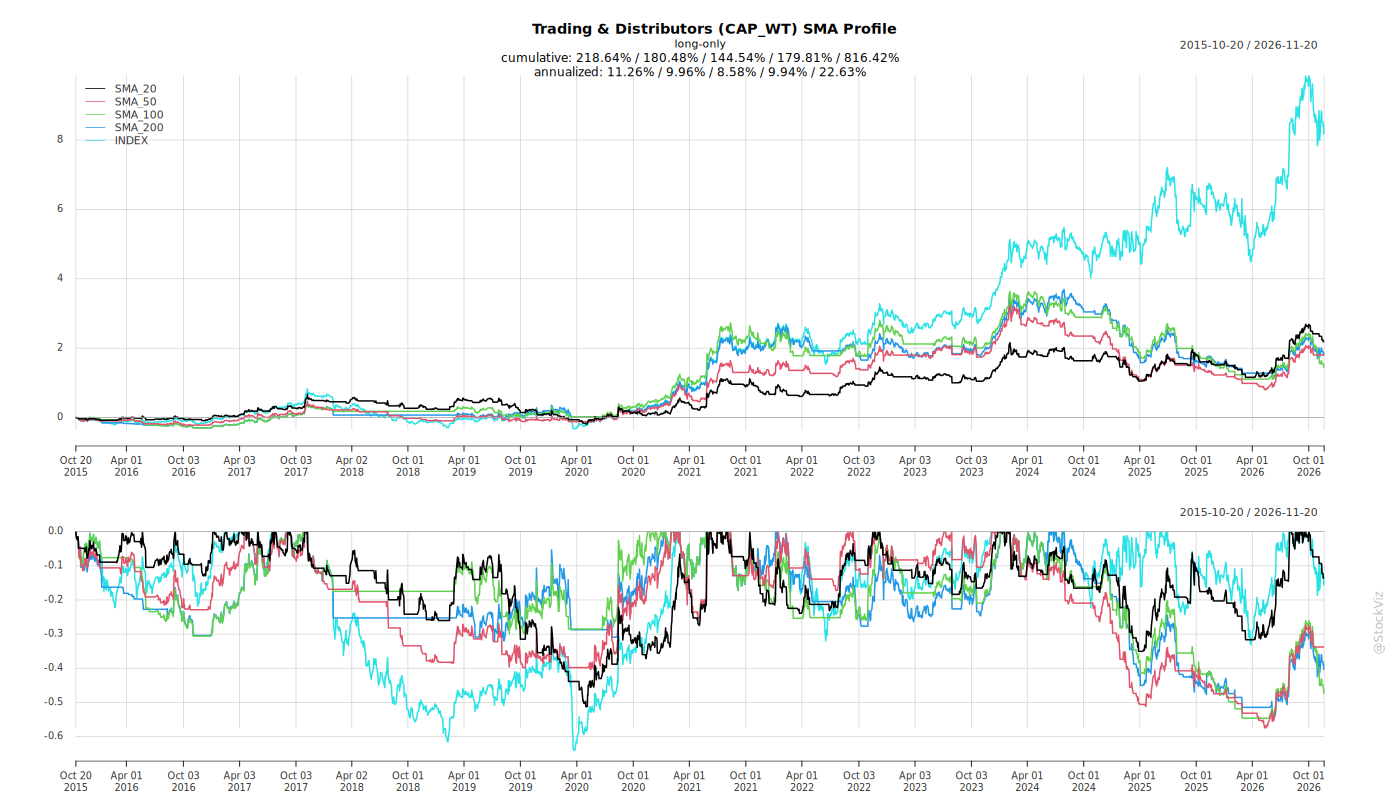 Trading & Distributors (CAP_WT) SMA Profile
long-only
2015-10-20 / 2026-11-20
cumulative: 218.64% / 180.48% / 144.54% / 179.81% / 816.42%
annualized: 11.26% / 9.96% / 8.58% / 9.94% / 22.63%
SMA_20
SMA_50
SMA_100
SMA_200
INDEX
8
6
4
2
0
Oct 20 Apr 01 Oct 03 Apr 03 Oct 03 Apr 02 Oct 01 Apr 01 Oct 01 Apr 01 Oct 01 Apr 01 Oct 01 Apr 01 Oct 03 Apr 03 Oct 03 Apr 01 Oct 01 Apr 01 Oct 01 Apr 01 Oct 01
2015 2016 2016 2017 2017 2018 2018 2019 2019 2020 2020 2021 2021 2022 2022 2023 2023 2024 2024 2025 2025 2026 2026
2015-10-20 / 2026-11-20
0.0
-0.1
-0.2
-0.3
-0.4
-0.5
-0.6
Oct 20 Apr 01 Oct 03 Apr 03 Oct 03 Apr 02 Oct 01 Apr 01 Oct 01 Apr 01 Oct 01 Apr 01 Oct 01 Apr 01 Oct 03 Apr 03 Oct 03 Apr 01 Oct 01 Apr 01 Oct 01 Apr 01 Oct 01
2015 2016 2016 2017 2017 2018 2018 2019 2019 2020 2020 2021 2021 2022 2022 2023 2023 2024 2024 2025 2025 2026 2026
@StockViz